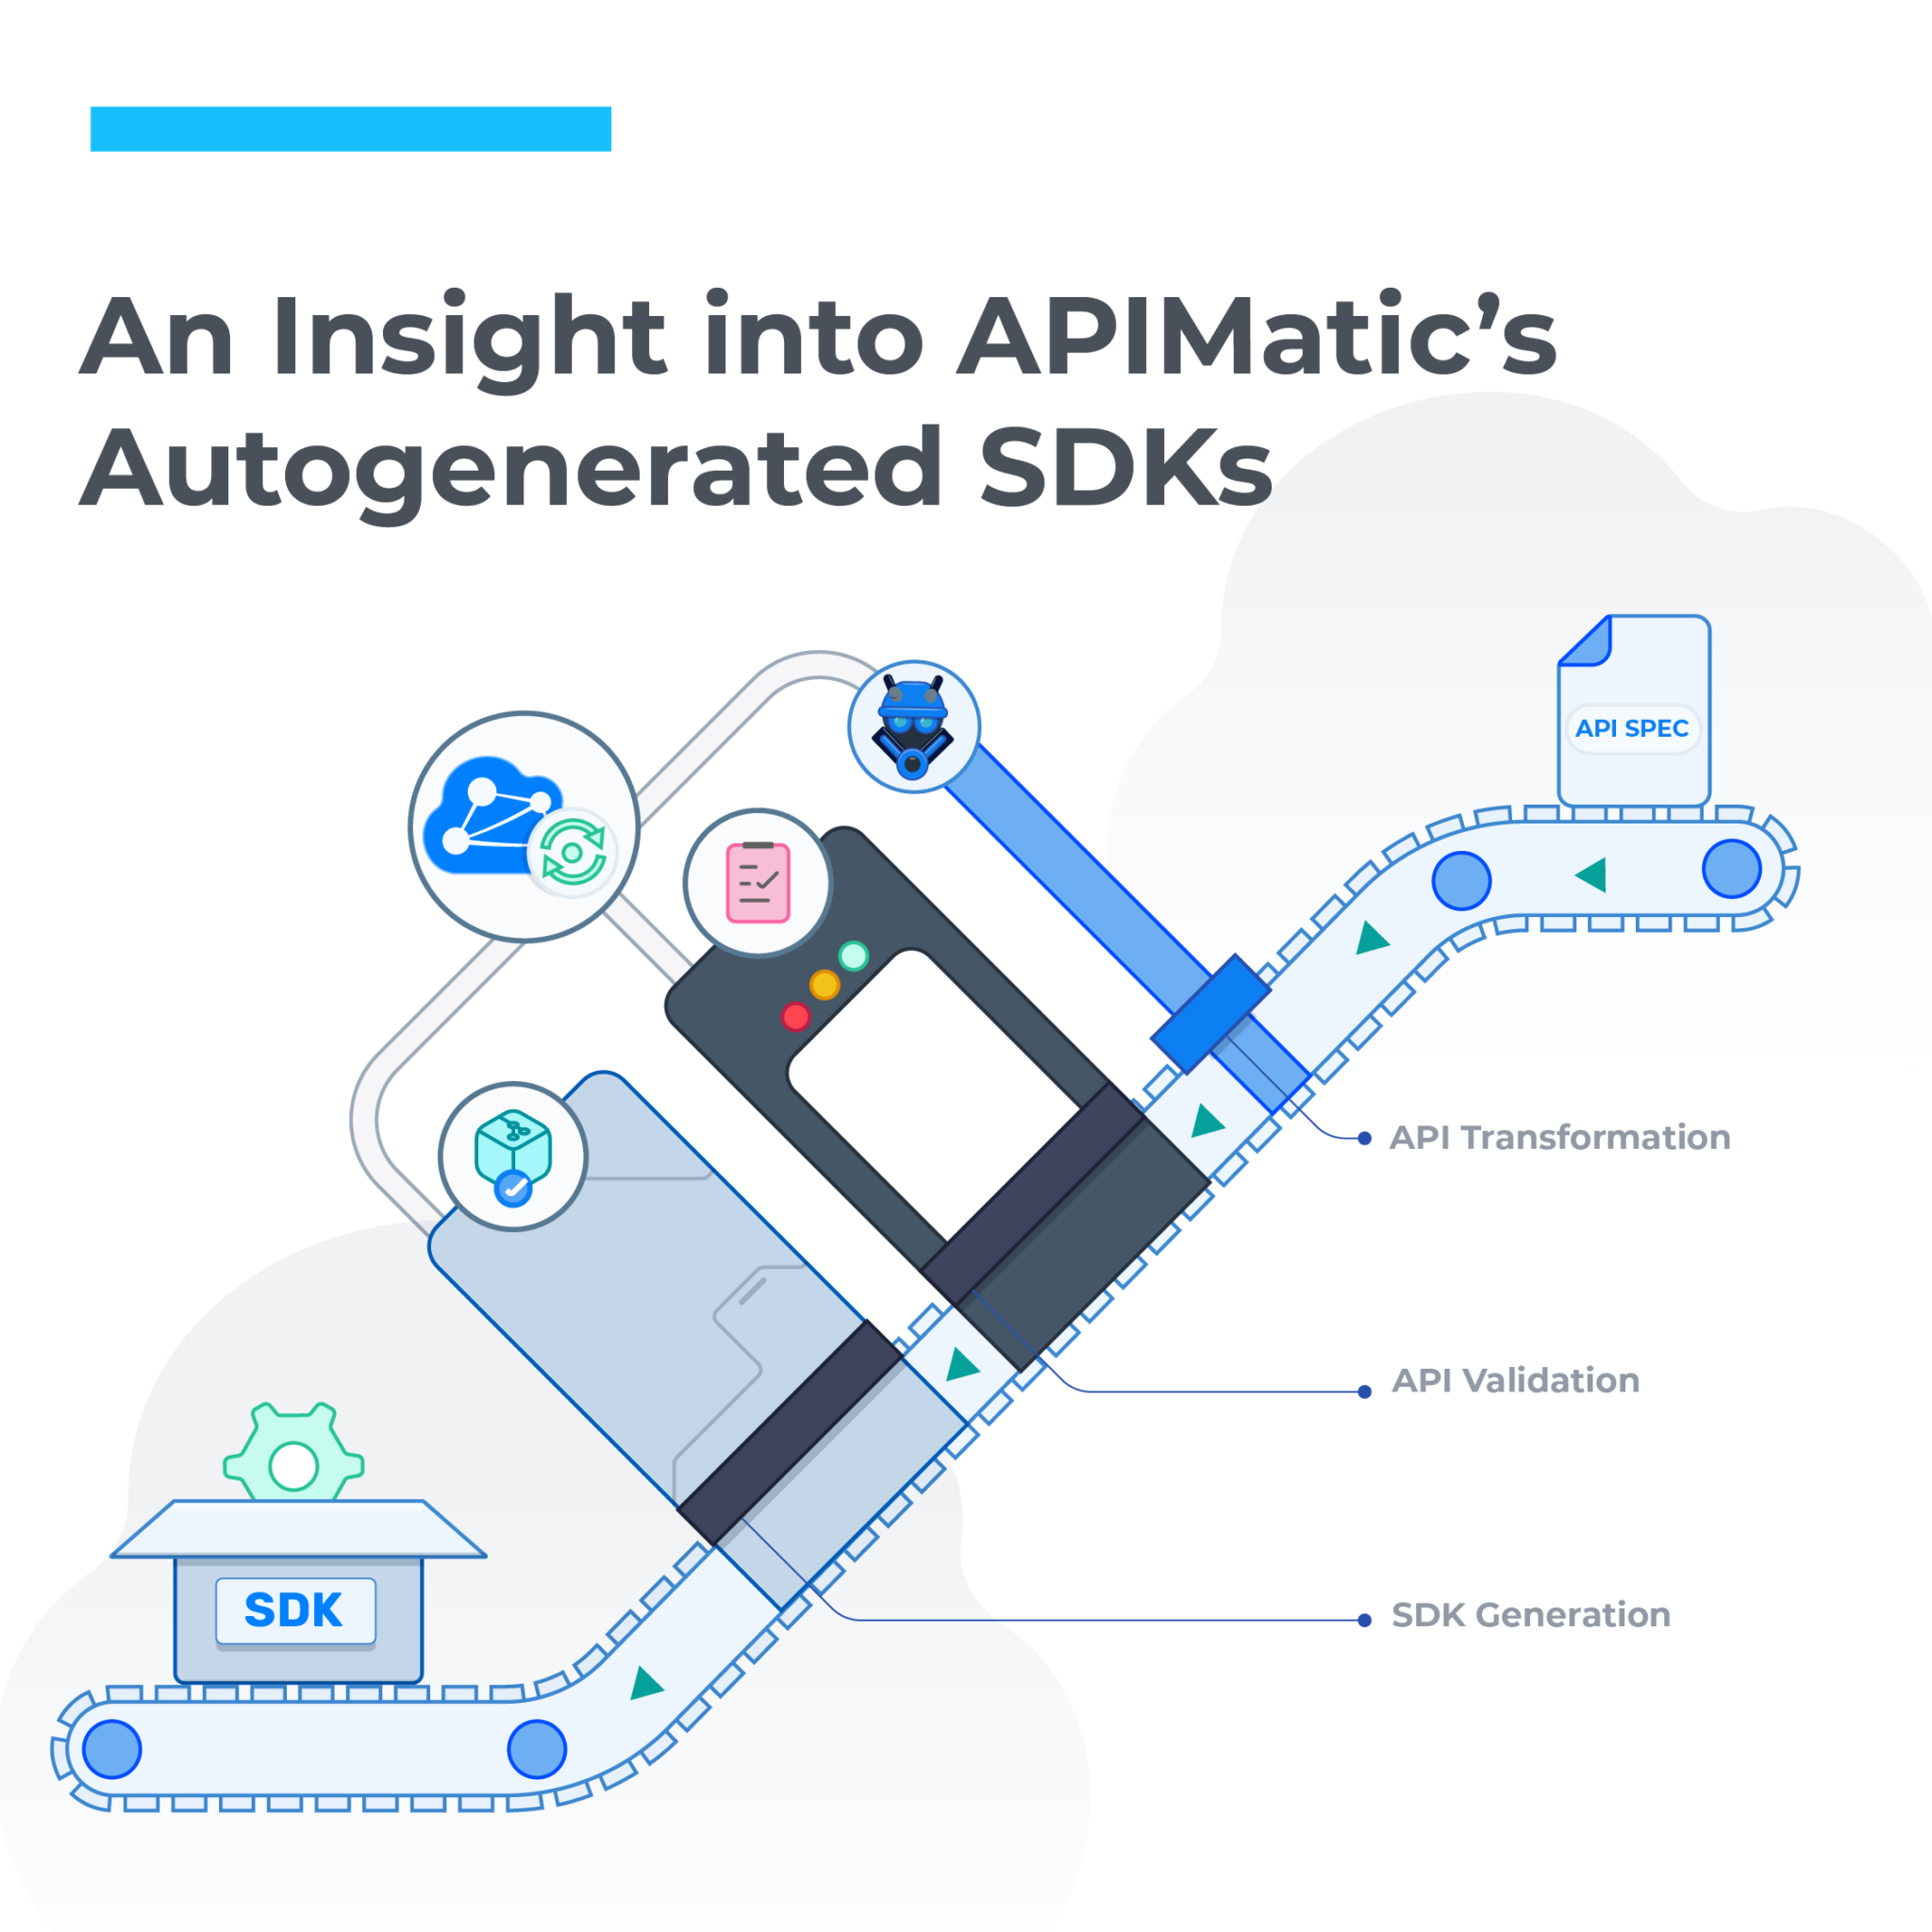 An Insight into APIMatic’s
Autogenerated SDKs
API SPEC
API Transformation
API Validation
SDK Generation
SDK